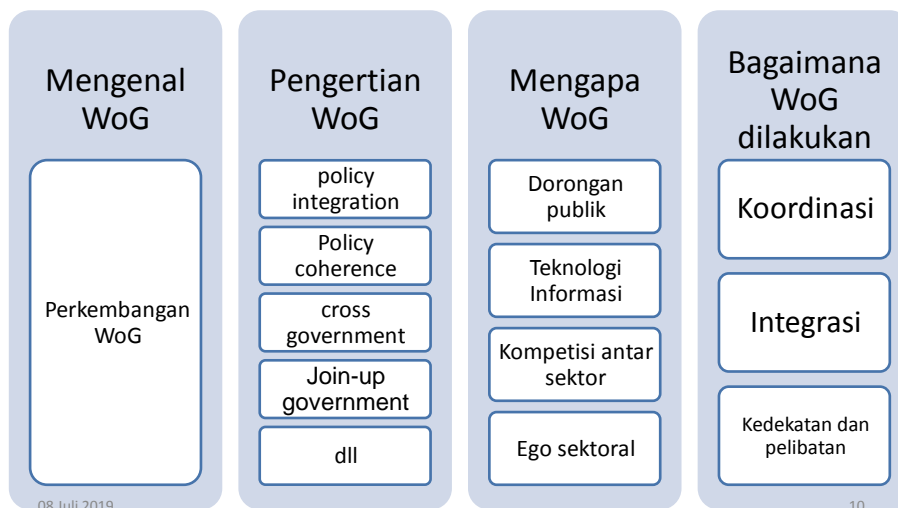 Mengenal
WoG
Perkembangan
WoG
Pengertian
WoG
policy
integration
Policy
coherence
cross
government
Join-up
government
dll
Mengapa
WoG
Dorongan
publik
Teknologi
Informasi
Kompetisi antar
sektor
Ego sektoral
Bagaimana
WoG
dilakukan
Koordinasi
Integrasi
Kedekatan dan
pelibatan
08 Juli 2019
10